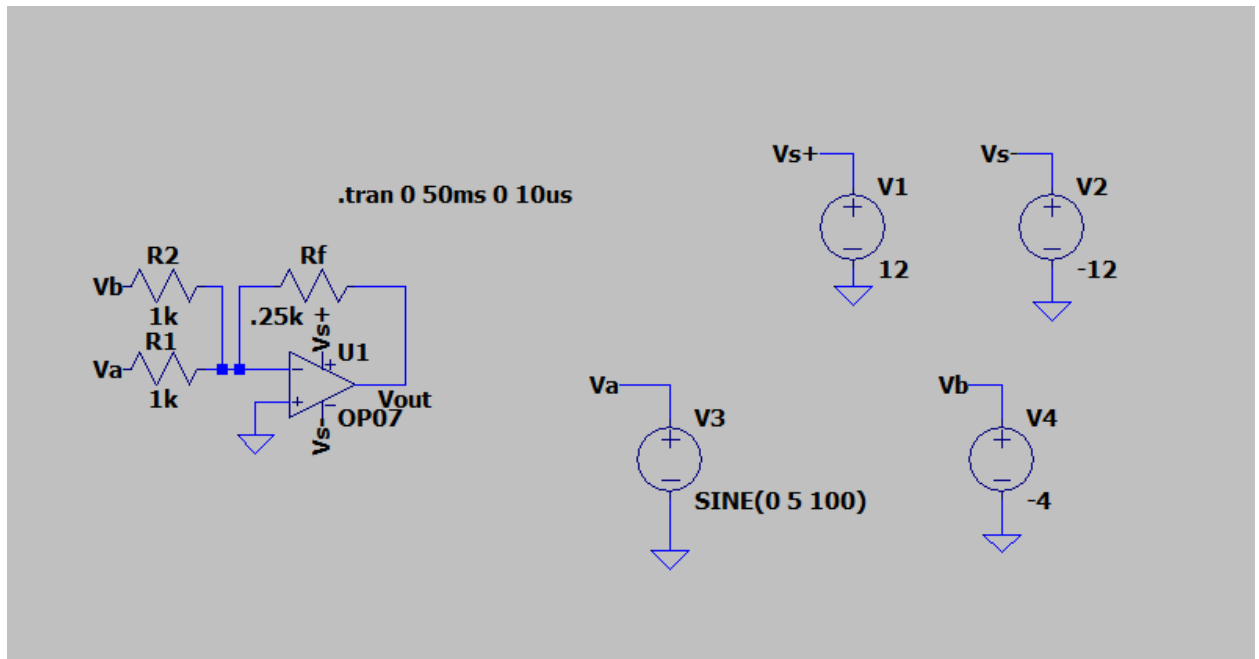 Vs+
Vs-
V1
V2
.tran 0 50ms 0 10us
R2
Rf
12
-12
Vb
1k
.25k
Vs+
R1
U1
Va
1k
Vout
OP07
Vs-
Va
Vb
V3
V4
SINE(0 5 100)
-4